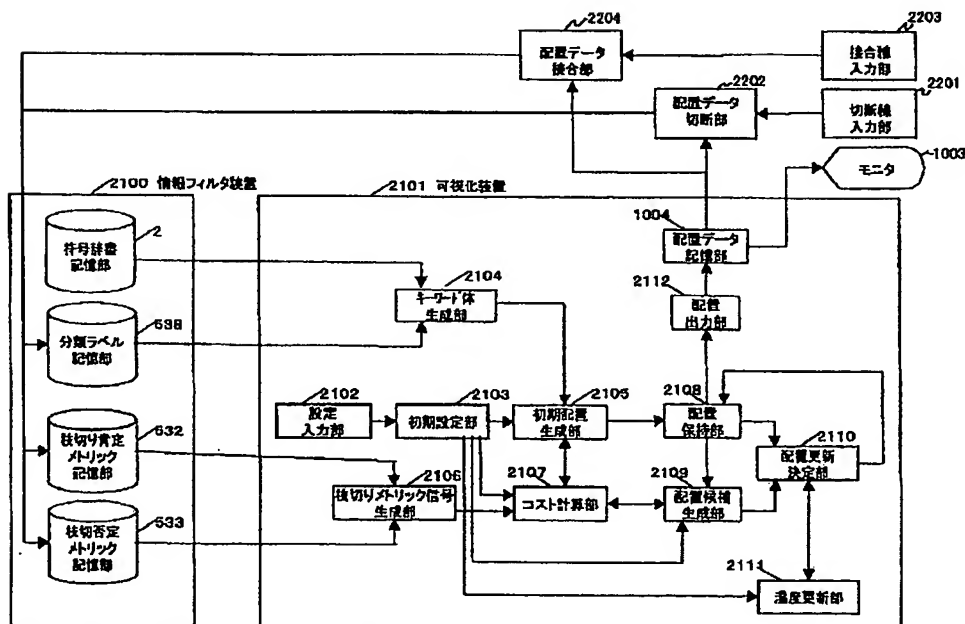 2204
配置データ
接合部
2203
接合種
入力部
2202
配置データ
切断部
2201
切断種
入力部
1003
モニタ
2100 情報フィルタ装置
2101 可視化装置
2
符号辞書
記憶部
538
分類ラベル
記憶部
532
枝切り肯定
メトリック
記憶部
533
枝切否定
メトリック
記憶部
2104
キーワード体
生成部
1004
配置データ
記憶部
2112
配置
出力部
2102
設定
入力部
2103
初期設定部
2105
初期配置
生成部
2108
配置
保持部
2110
配置更新
決定部
2106
枝切りメトリック信号
生成部
2107
コスト計算部
2109
配置候補
生成部
2111
温度更新部